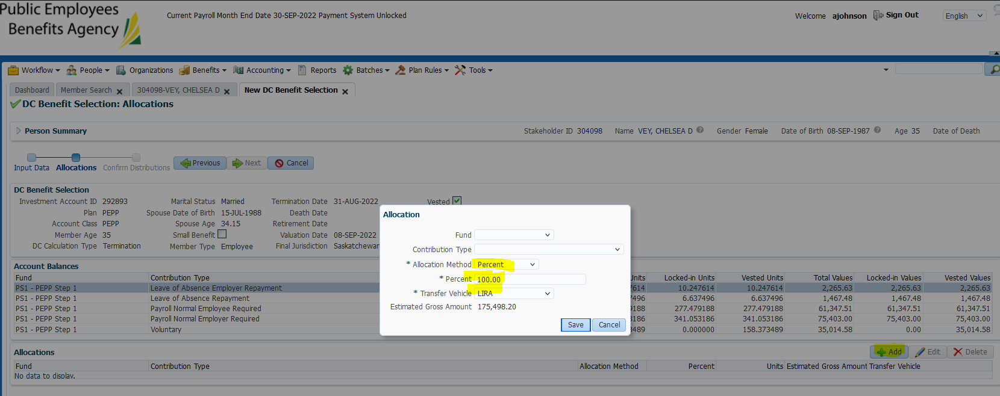 Public Employees
Benefits Agency
Current Payroll Month End Date 30-SEP-2022 Payment System Unlocked
Welcome ajohnson Sign Out English
Workflow People Organizations Benefits Accounting Reports Batches Plan Rules Tools
Dashboard Member Search 304098-VEY, CHELSEA D New DC Benefit Selection
DC Benefit Selection: Allocations
Person Summary Stakeholder ID 304098 Name VEY, CHELSEA D Gender Female Date of Birth 08-SEP-1987 Age 35 Date of Death
Input Data Allocations Confirm Distributions Previous Next Cancel
DC Benefit Selection
Investment Account ID 292893 Marital Status Married Termination Date 31-AUG-2022 Vested
Plan PEPP Spouse Date of Birth 15-JUL-1988 Death Date
Account Class PEPP Spouse Age 34.15 Retirement Date
Member Age 35 Small Benefit Valuation Date 08-SEP-2022
DC Calculation Type Termination Member Type Employee Final Jurisdiction Saskatchewan
Allocation
Fund
Contribution Type
* Allocation Method Percent
* Percent 100.00
* Transfer Vehicle LIRA
Estimated Gross Amount 175,498.20
Save Cancel
Account Balances
Fund Contribution Type Units Locked-in Units Vested Units Total Values Locked-in Values Vested Values
PS1 - PEPP Step 1 Leave of Absence Employer Repayment 7614 10.247614 10.247614 2,265.63 2,265.63 2,265.63
PS1 - PEPP Step 1 Leave of Absence Repayment 7496 6.637496 6.637496 1,467.48 1,467.48 1,467.48
PS1 - PEPP Step 1 Payroll Normal Employee Required 9188 277.479188 277.479188 61,347.51 61,347.51 61,347.51
PS1 - PEPP Step 1 Payroll Normal Employer Required 3186 341.053186 341.053186 75,403.00 75,403.00 75,403.00
PS1 - PEPP Step 1 Voluntary 3489 0.000000 158.373489 35,014.58 0.00 35,014.58
Allocations Add Edit Delete
Fund Contribution Type Allocation Method Percent Units Estimated Gross Amount Transfer Vehicle
No data to display.